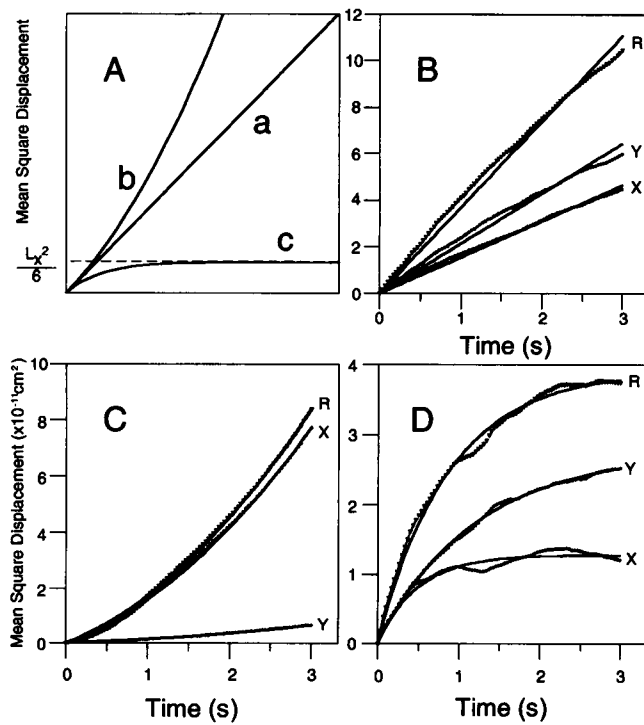 Mean Square Displacement
A
b
a
c
Lx²
6
12
10
8
6
4
2
0
B
R
Y
X
0 1 2 3
Time (s)
Mean Square Displacement (x10⁻¹¹cm²)
10
8
6
4
2
0
C
R
X
Y
0 1 2 3
Time (s)
4
3
2
1
0
D
R
Y
X
0 1 2 3
Time (s)